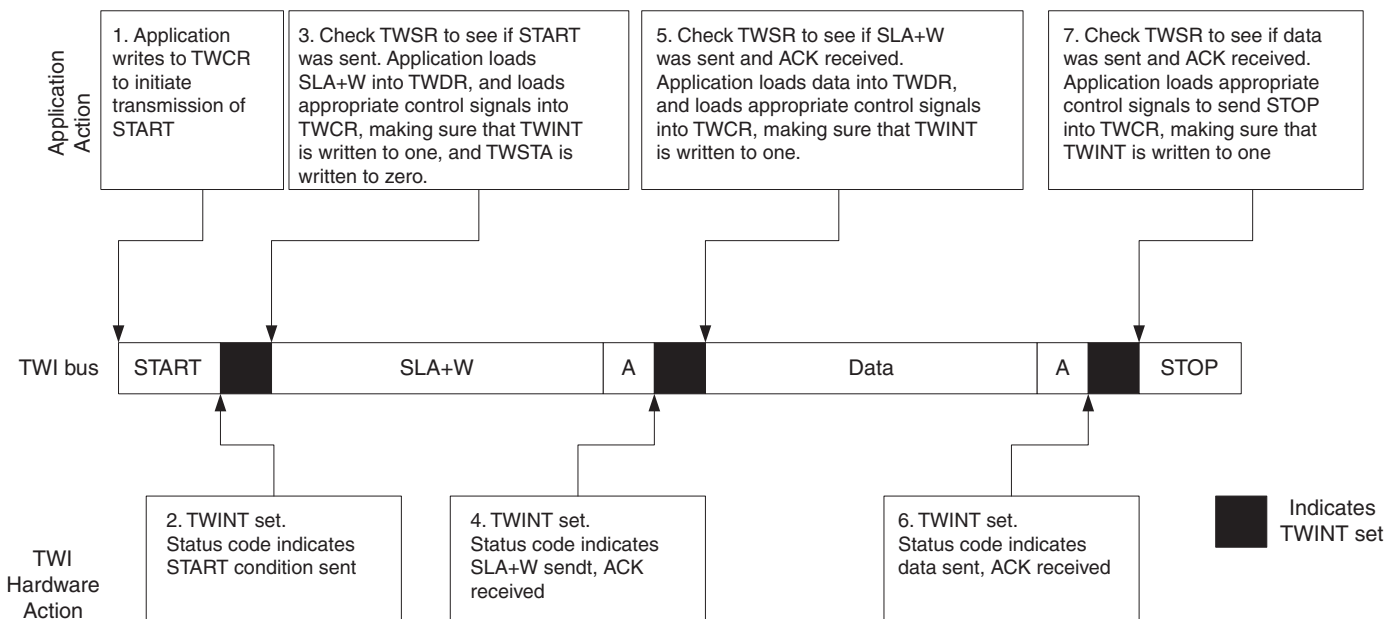 Application
Action
1. Application
writes to TWCR
to initiate
transmission of
START
3. Check TWSR to see if START
was sent. Application loads
SLA+W into TWDR, and loads
appropriate control signals into
TWCR, making sure that TWINT
is written to one, and TWSTA is
written to zero.
5. Check TWSR to see if SLA+W
was sent and ACK received.
Application loads data into TWDR,
and loads appropriate control signals
into TWCR, making sure that TWINT
is written to one.
7. Check TWSR to see if data
was sent and ACK received.
Application loads appropriate
control signals to send STOP
into TWCR, making sure that
TWINT is written to one
TWI bus
START
SLA+W
A
Data
A
STOP
TWI
Hardware
Action
2. TWINT set.
Status code indicates
START condition sent
4. TWINT set.
Status code indicates
SLA+W sendt, ACK
received
6. TWINT set.
Status code indicates
data sent, ACK received
Indicates
TWINT set